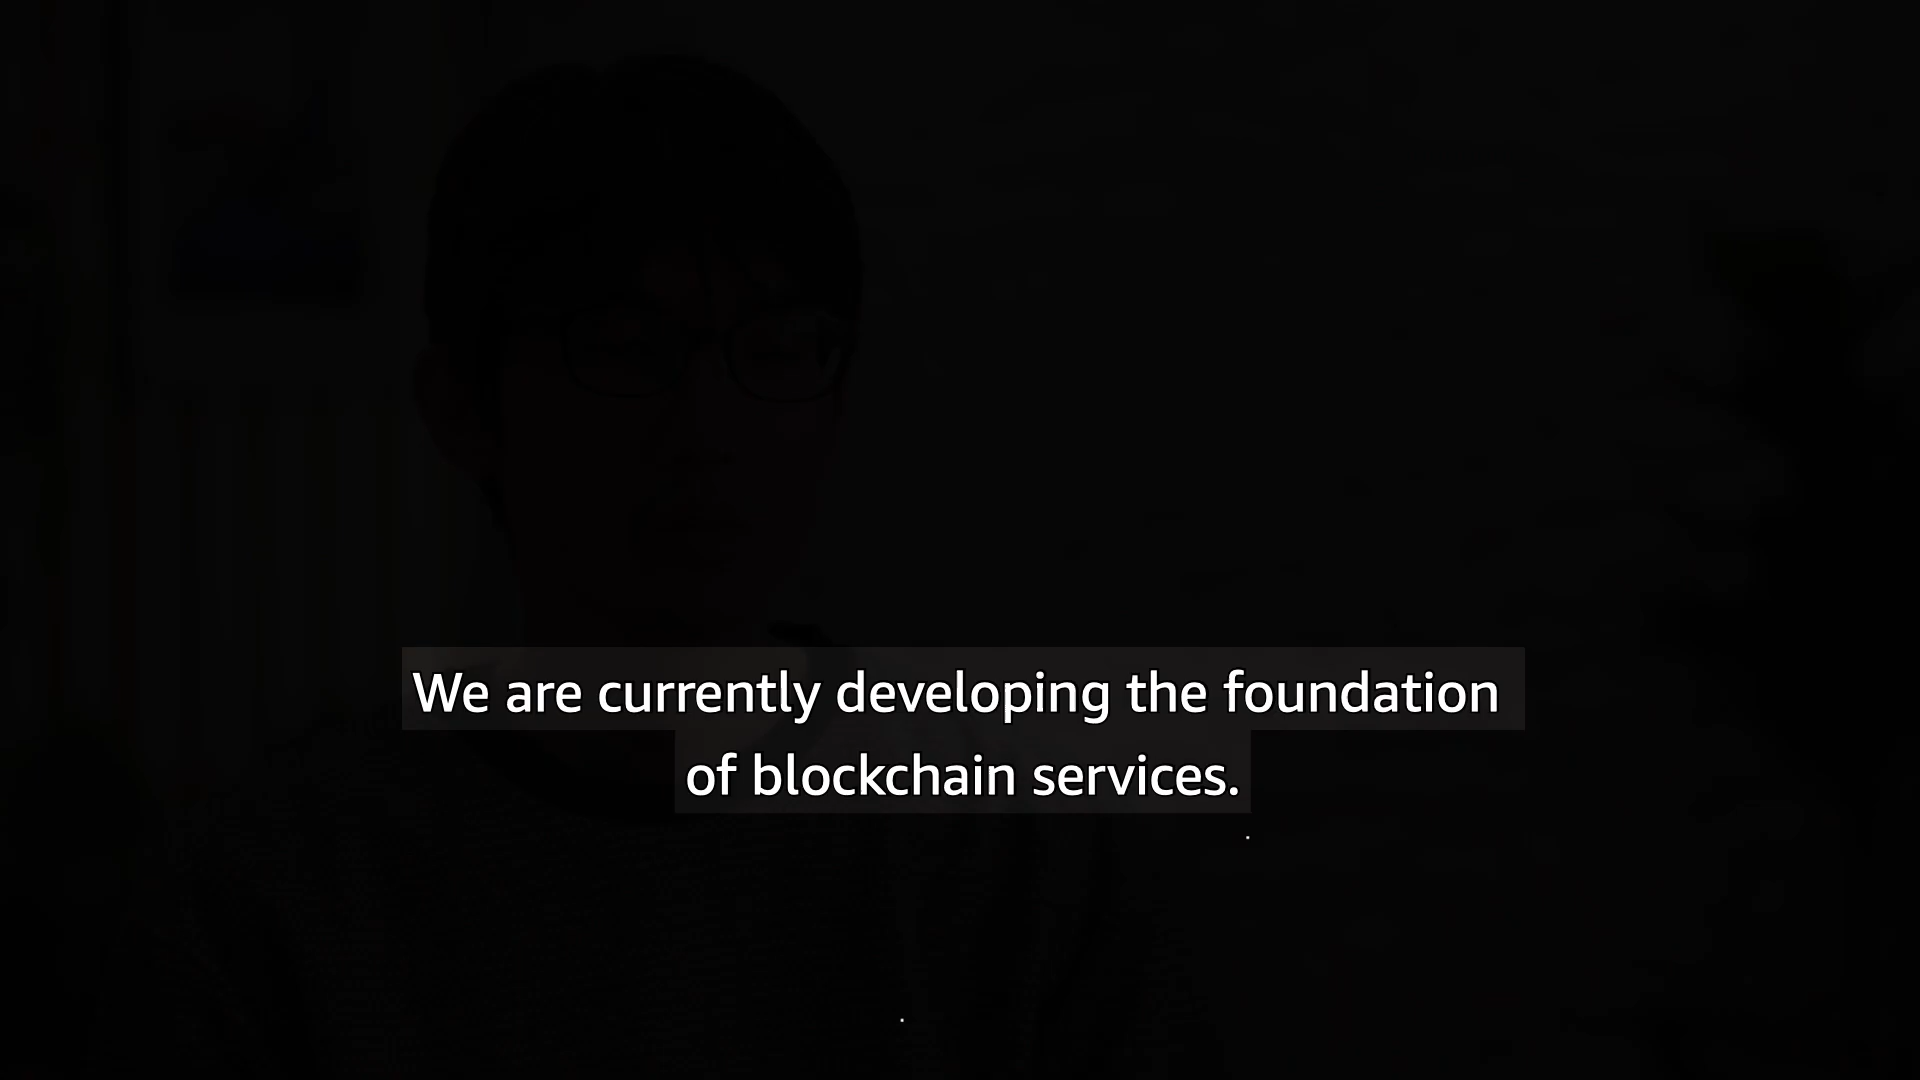 We are currently developing the foundation
of blockchain services.